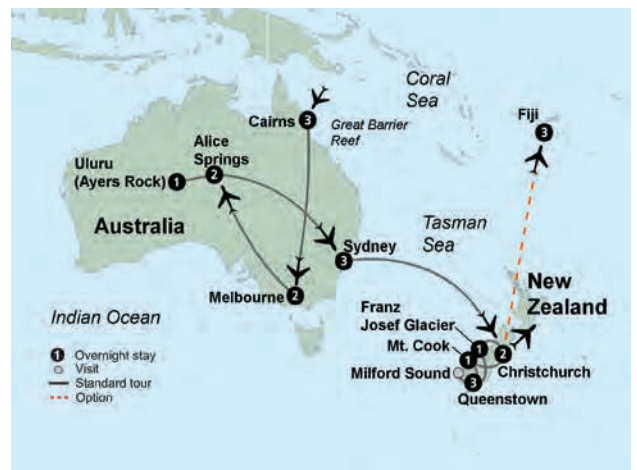 Coral
Sea
Fiji
3
Cairns
3
Great Barrier
Reef
Alice
Springs
2
Uluru
(Ayers Rock)
1
Australia
Tasman
Sea
Sydney
3
Melbourne
2
New
Zealand
Franz
Josef Glacier
1
Mt. Cook
1
Milford Sound
2
Christchurch
3
Queenstown
Indian Ocean
1 Overnight stay
Visit
Standard tour
Option